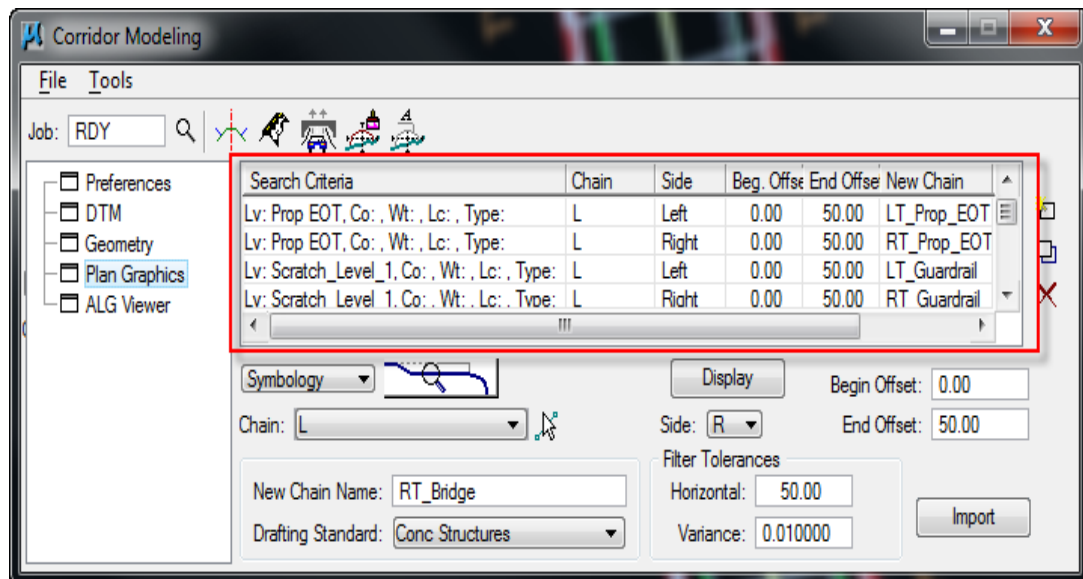 Corridor Modeling
File Tools
Job: RDY
Preferences
DTM
Geometry
Plan Graphics
ALG Viewer
Search Criteria Chain Side Beg. Offse End Offse New Chain
Lv: Prop EOT, Co: , Wt: , Lc: , Type: L Left 0.00 50.00 LT_Prop_EOT
Lv: Prop EOT, Co: , Wt: , Lc: , Type: L Right 0.00 50.00 RT_Prop_EOT
Lv: Scratch_Level_1, Co: , Wt: , Lc: , Type: L Left 0.00 50.00 LT_Guardrail
Lv: Scratch_Level_1, Co: , Wt: , Lc: , Type: L Right 0.00 50.00 RT_Guardrail
Symbology Display Begin Offset: 0.00
Chain: L Side: R End Offset: 50.00
Filter Tolerances
New Chain Name: RT_Bridge Horizontal: 50.00
Drafting Standard: Conc Structures Variance: 0.010000 Import